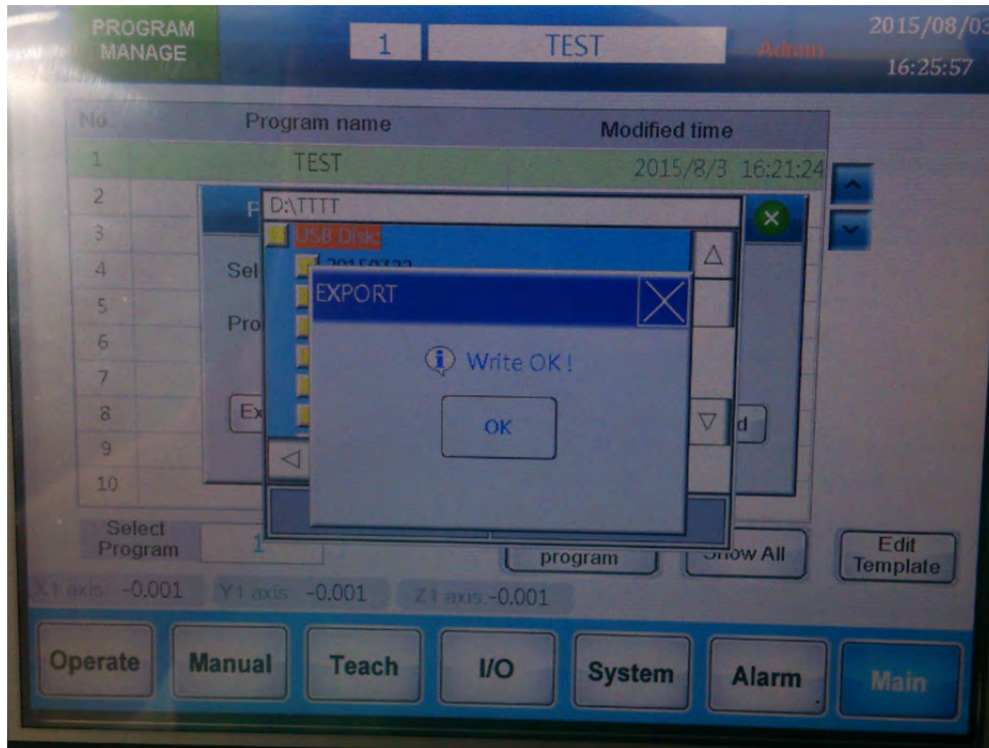 PROGRAM
MANAGE
1
TEST
Admin
2015/08/03
16:25:57
No.
Program name
Modified time
1
TEST
2015/8/3 16:21:24
2
3
4
5
6
7
8
9
10
D:\TTTT
USB Disk:
20150723
Sel
Pro
Ex
d
EXPORT
Write OK !
OK
Select
Program
1
program
Show All
Edit
Template
X1 axis: -0.001
Y1 axis: -0.001
Z1 axis: -0.001
Operate
Manual
Teach
I/O
System
Alarm
Main